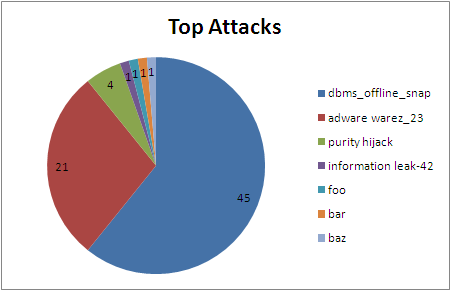 Top Attacks
1 1 1 1
4
dbms_offline_snap
adware warez_23
purity hijack
21
information leak-42
foo
45
bar
baz